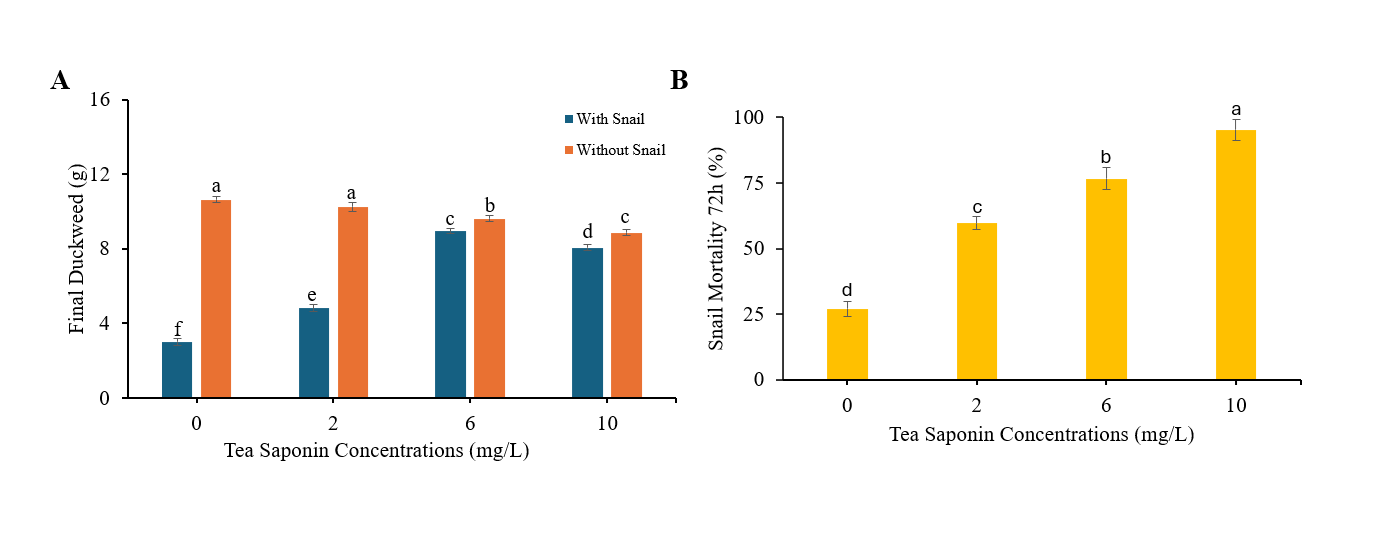 A
Final Duckweed (g)
16
12
8
4
0
With Snail
Without Snail
f
a
e
a
c
b
d
c
0 2 6 10
Tea Saponin Concentrations (mg/L)
B
Snail Mortality 72h (%)
100
75
50
25
0
d
c
b
a
0 2 6 10
Tea Saponin Concentrations (mg/L)